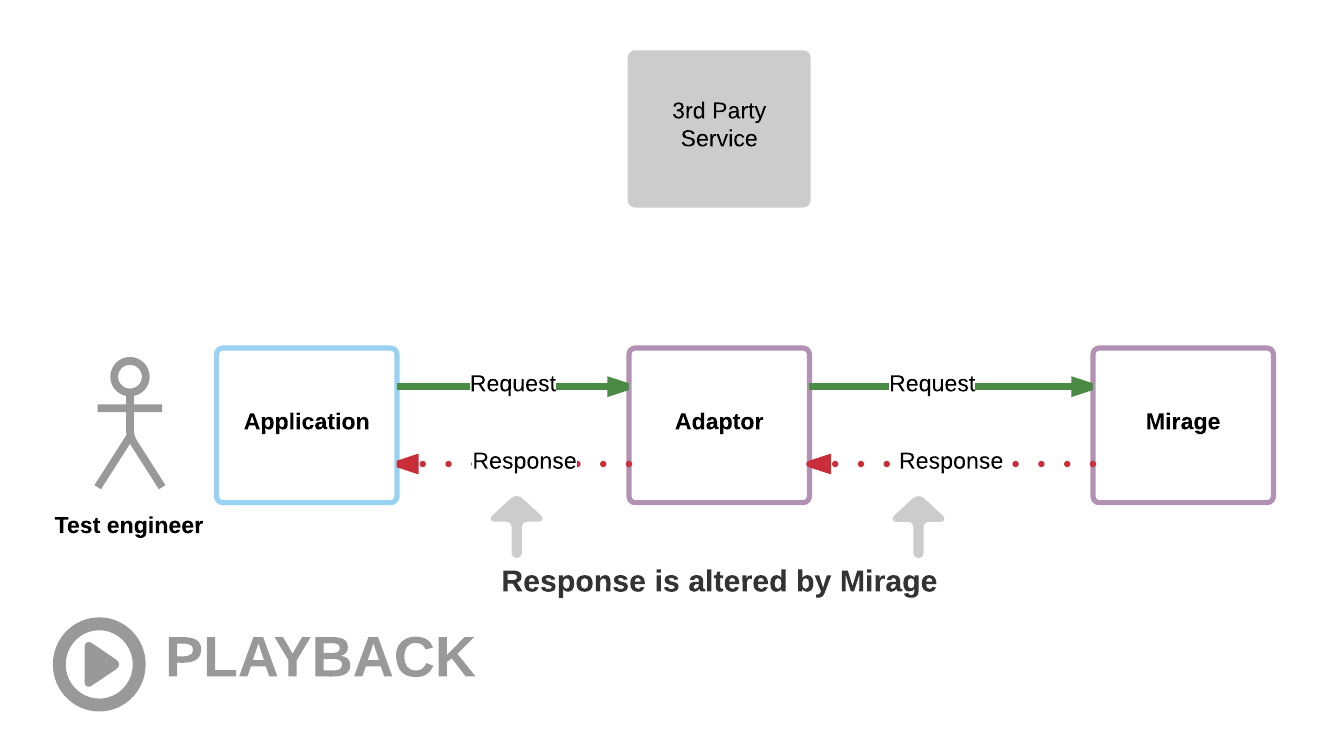 3rd Party
Service
Request
Request
Application
Adaptor
Mirage
Response
Response
Test engineer
Response is altered by Mirage
PLAYBACK